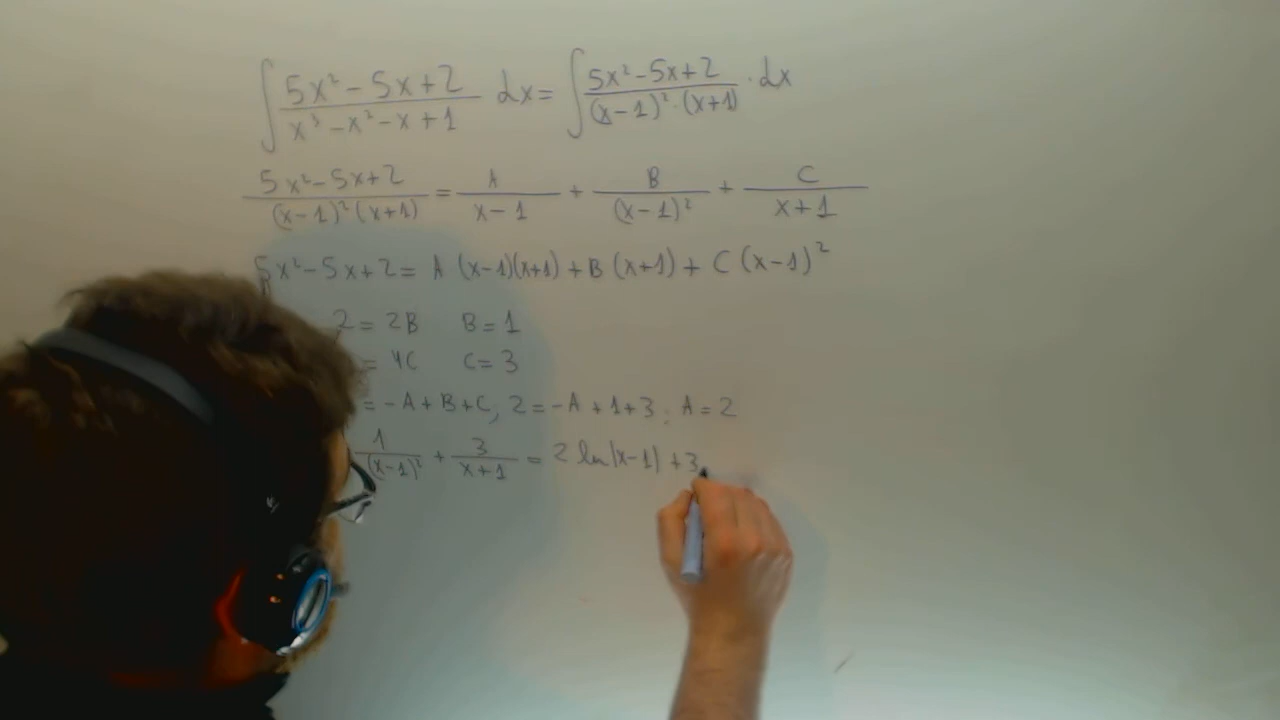 ∫ (5x² - 5x + 2)/(x³ - x² - x + 1) dx = ∫ (5x² - 5x + 2)/((x-1)² · (x+1)) · dx
(5x² - 5x + 2)/((x-1)²(x+1)) = A/(x-1) + B/(x-1)² + C/(x+1)
5x² - 5x + 2 = A (x-1)(x+1) + B (x+1) + C (x-1)²
2 = 2B B = 1
= 4C C = 3
= -A + B + C, 2 = -A + 1 + 3; A = 2
1/(x-1)² + 3/(x+1) = 2 ln|x-1| + 3